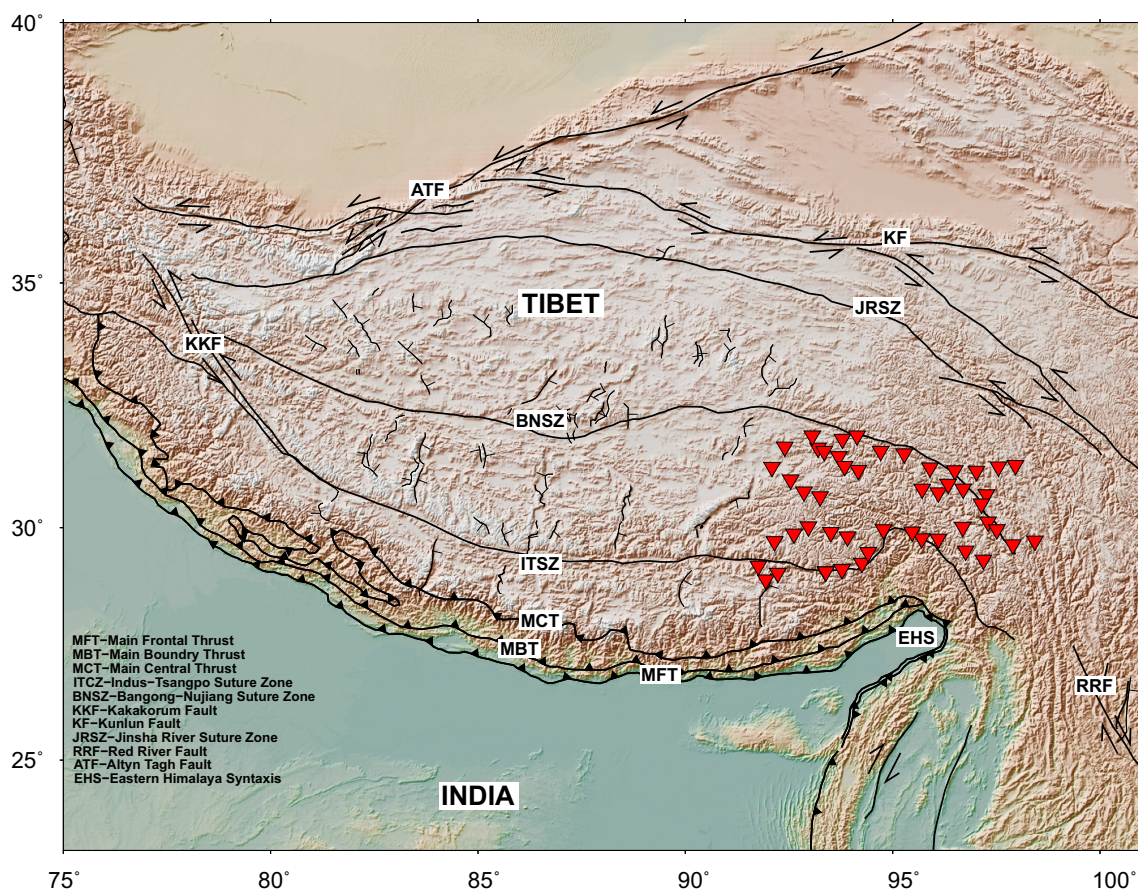 40°
ATF
KF
35°
TIBET
JRSZ
KKF
BNSZ
30°
ITSZ
MCT
MBT
EHS
MFT
RRF
MFT–Main Frontal Thrust
MBT–Main Boundry Thrust
MCT–Main Central Thrust
ITCZ–Indus–Tsangpo Suture Zone
BNSZ–Bangong–Nujiang Suture Zone
KKF–Kakakorum Fault
KF–Kunlun Fault
JRSZ–Jinsha River Suture Zone
RRF–Red River Fault
ATF–Altyn Tagh Fault
EHS–Eastern Himalaya Syntaxis
25°
INDIA
75° 80° 85° 90° 95° 100°